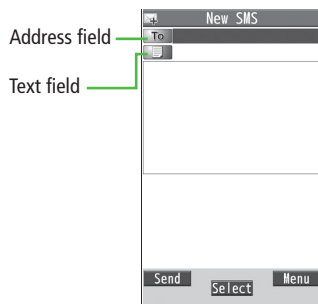 New SMS
Address field
To
Text field
Send
Select
Menu